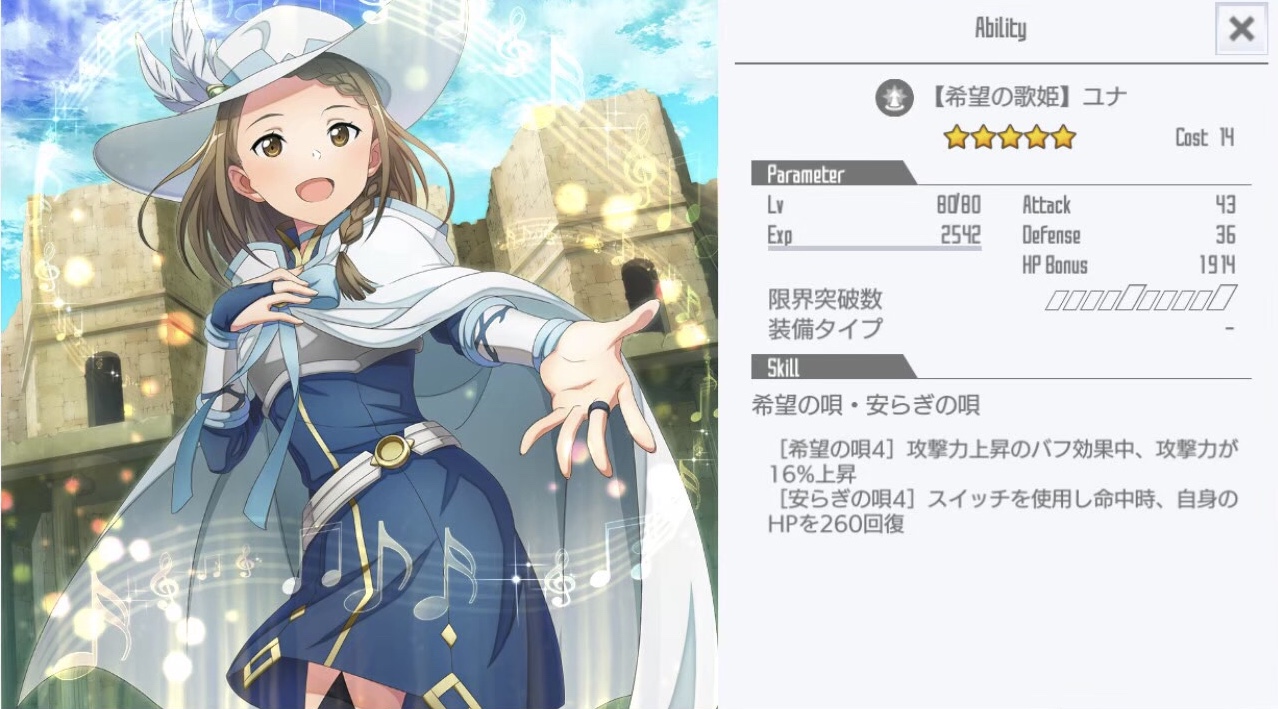 Ability
【希望の歌姫】ユナ
Cost 14
Parameter
Lv 80/80 Attack 43
Exp 2542 Defense 36
HP Bonus 1914
限界突破数
装備タイプ -
Skill
希望の唄・安らぎの唄
［希望の唄4］攻撃力上昇のバフ効果中、攻撃力が
16%上昇
［安らぎの唄4］スイッチを使用し命中時、自身の
HPを260回復